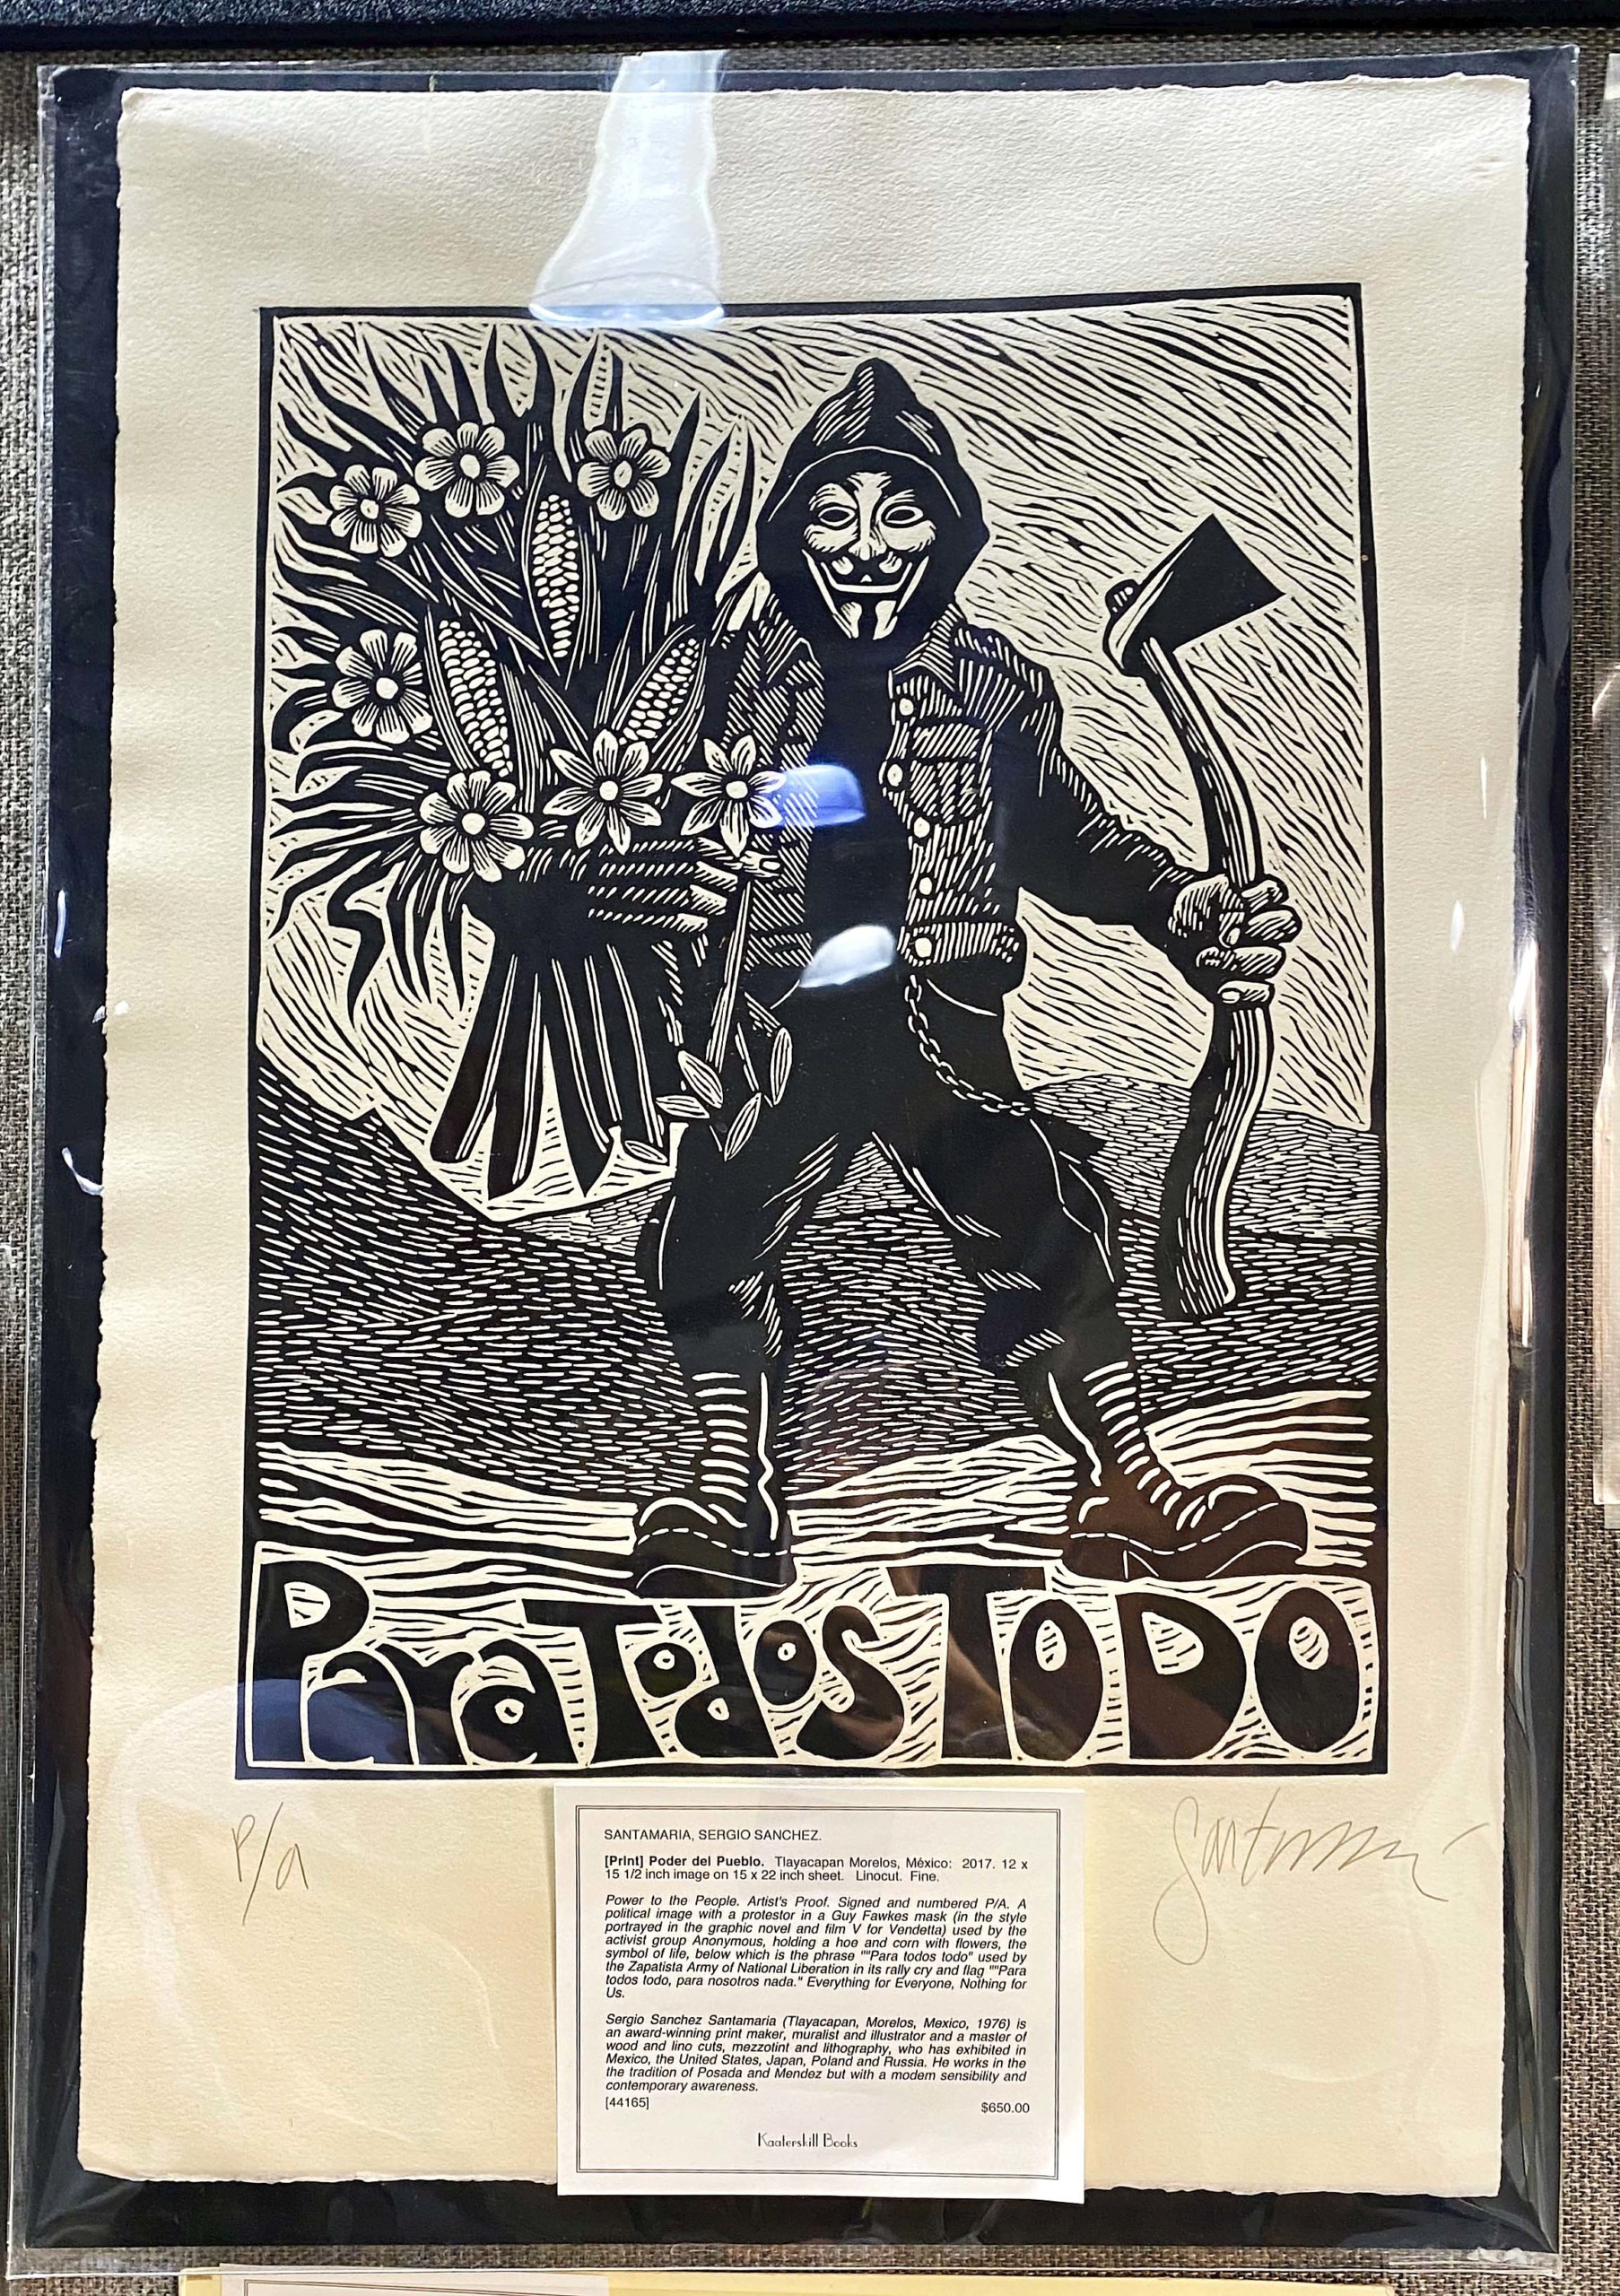 Para Todos TODO
P/a
Santamaria
SANTAMARIA, SERGIO SANCHEZ.
[Print] Poder del Pueblo. Tlayacapan Morelos, México: 2017. 12 x
15 1/2 inch image on 15 x 22 inch sheet. Linocut. Fine.
Power to the People. Artist's Proof. Signed and numbered P/A. A
political image with a protestor in a Guy Fawkes mask (in the style
portrayed in the graphic novel and film V for Vendetta) used by the
activist group Anonymous, holding a hoe and corn with flowers, the
symbol of life, below which is the phrase ""Para todos todo" used by
the Zapatista Army of National Liberation in its rally cry and flag ""Para
todos todo, para nosotros nada." Everything for Everyone, Nothing for
Us.
Sergio Sanchez Santamaria (Tlayacapan, Morelos, Mexico, 1976) is
an award-winning print maker, muralist and illustrator and a master of
wood and lino cuts, mezzotint and lithography, who has exhibited in
Mexico, the United States, Japan, Poland and Russia. He works in the
the tradition of Posada and Mendez but with a modern sensibility and
contemporary awareness.
[44165] $650.00
Kaaterskill Books